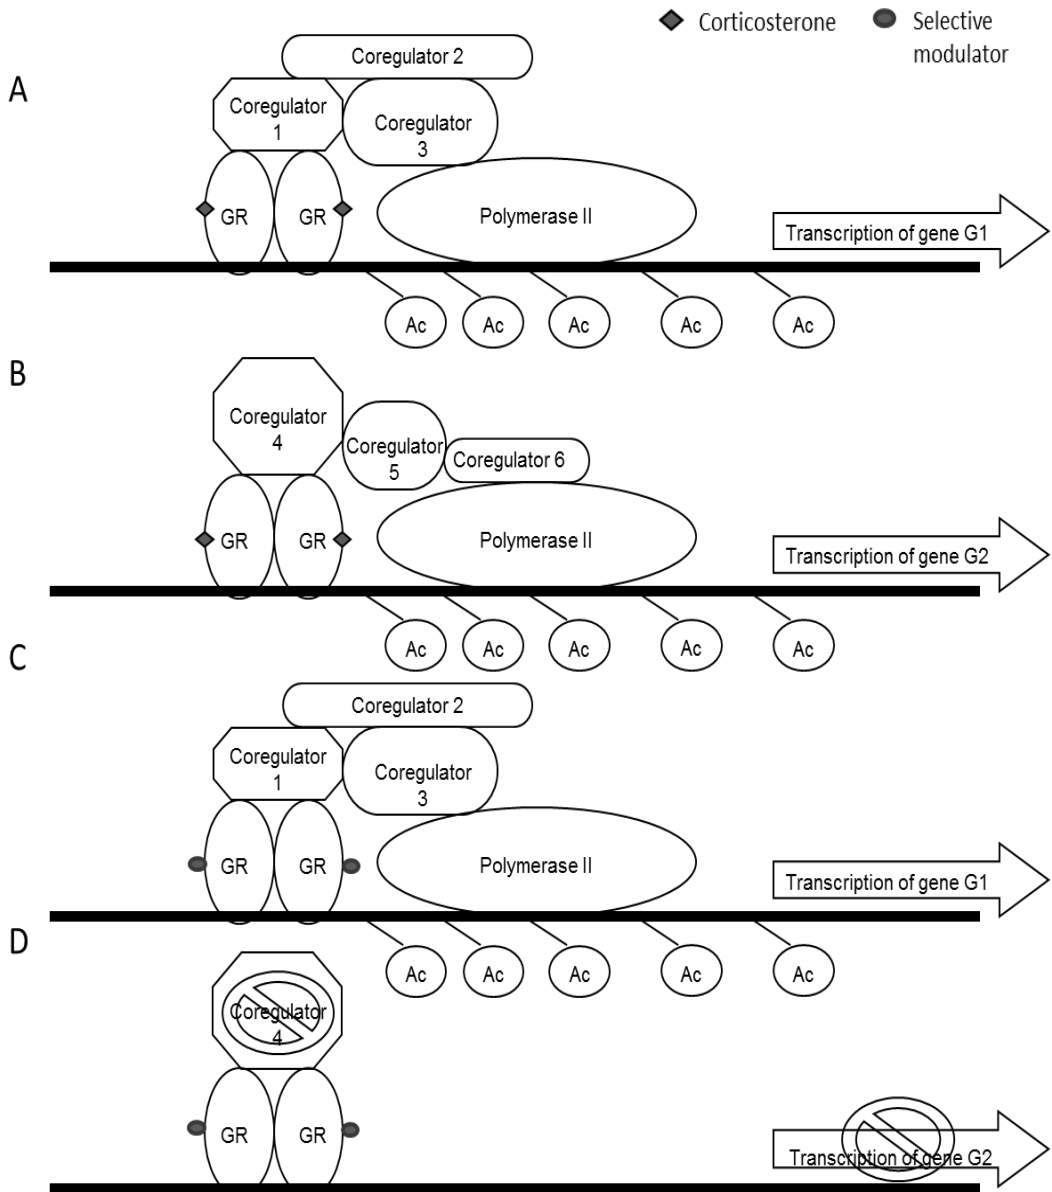 Corticosterone
Selective
modulator
A
Coregulator 2
Coregulator
1
Coregulator
3
GR
GR
Polymerase II
Transcription of gene G1
Ac
Ac
Ac
Ac
Ac
B
Coregulator
4
Coregulator
5
Coregulator 6
GR
GR
Polymerase II
Transcription of gene G2
Ac
Ac
Ac
Ac
Ac
C
Coregulator 2
Coregulator
1
Coregulator
3
GR
GR
Polymerase II
Transcription of gene G1
Ac
Ac
Ac
Ac
Ac
D
Coregulator
4
GR
GR
Transcription of gene G2